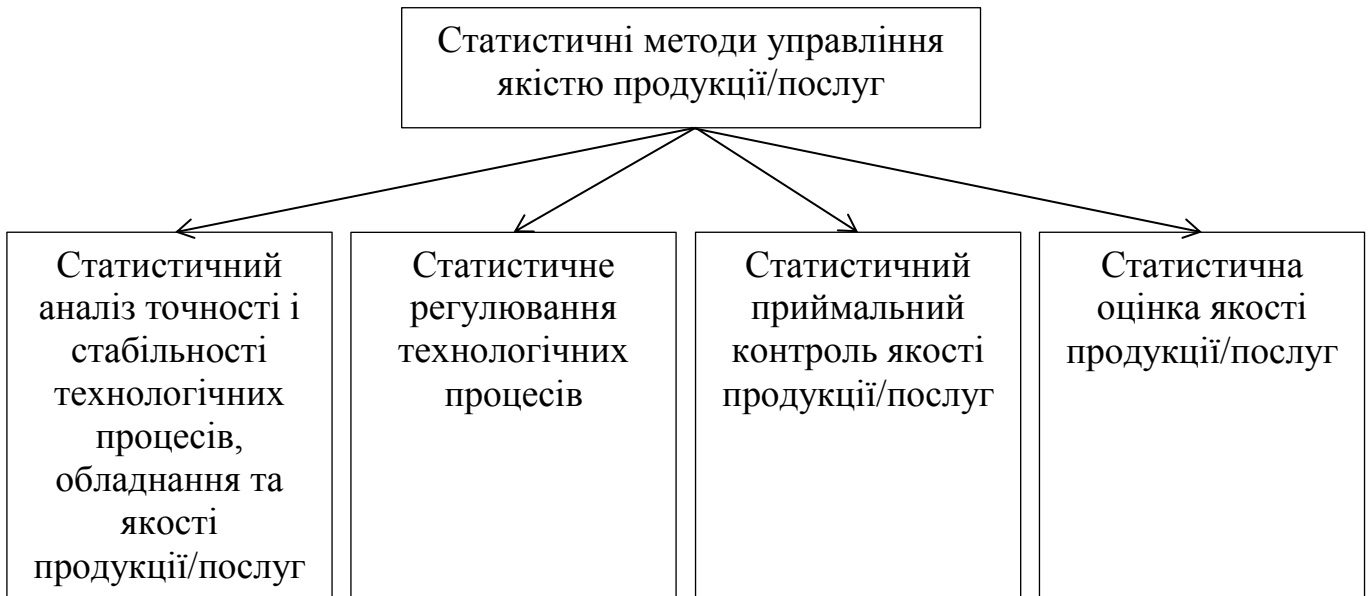 Статистичні методи управління
якістю продукції/послуг
Статистичний
аналіз точності і
стабільності
технологічних
процесів,
обладнання та
якості
продукції/послуг
Статистичне
регулювання
технологічних
процесів
Статистичний
приймальний
контроль якості
продукції/послуг
Статистична
оцінка якості
продукції/послуг